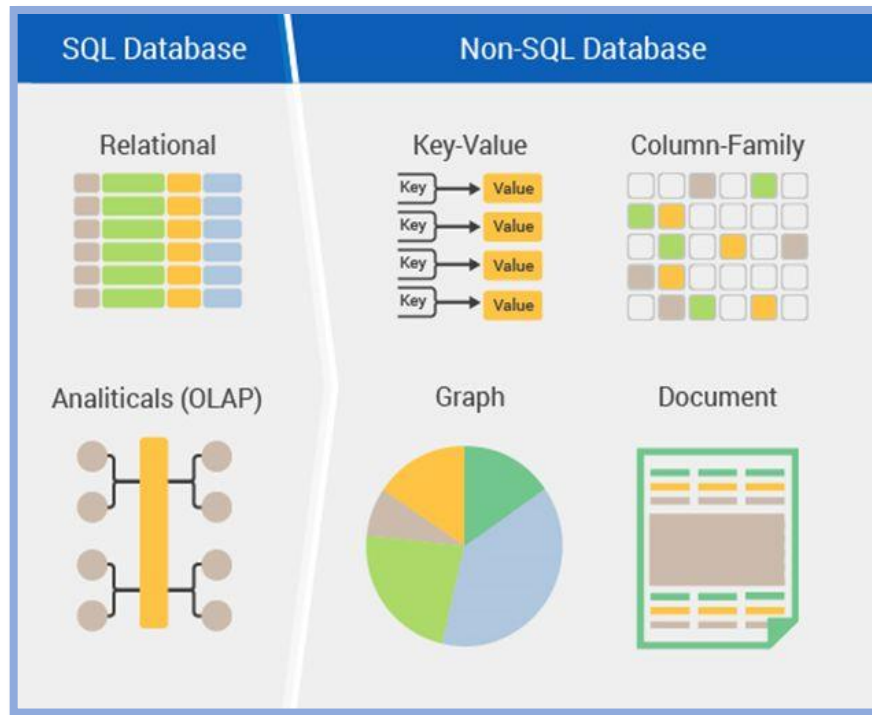 SQL Database
Non-SQL Database
Relational
Key-Value
Column-Family
Key
Value
Key
Value
Key
Value
Key
Value
Analiticals (OLAP)
Graph
Document